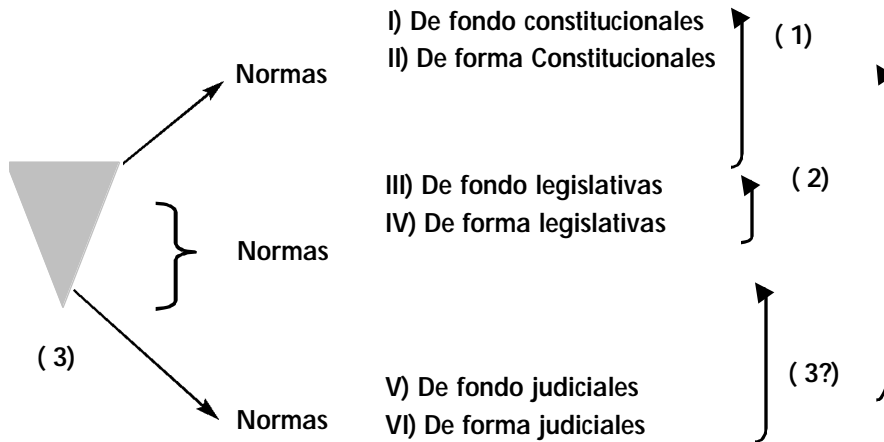 I) De fondo constitucionales
( 1)
II) De forma Constitucionales
Normas
III) De fondo legislativas
( 2)
IV) De forma legislativas
Normas
( 3)
V) De fondo judiciales
( 3?)
Normas
VI) De forma judiciales